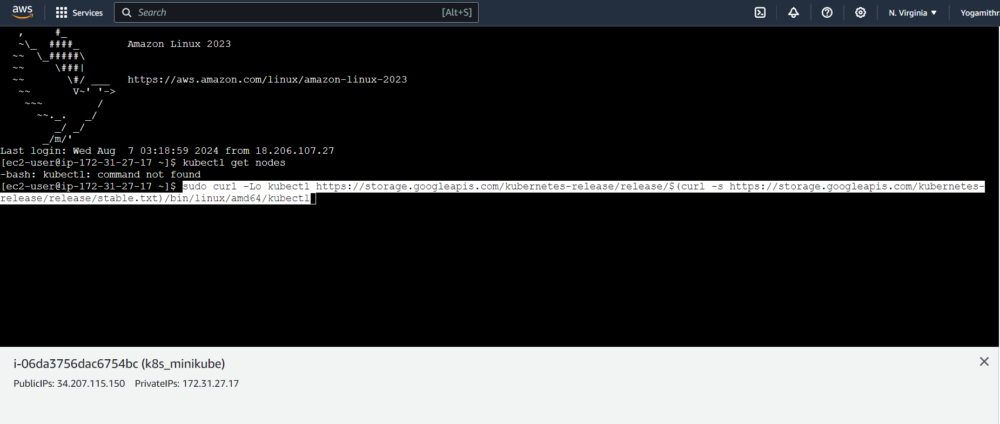 aws
Services
Search
[Alt+S]
N. Virginia
Yogamithr
   ,     #_
   ~\_  ####_        Amazon Linux 2023
  ~~  \_#####\
  ~~     \###|
  ~~       \#/ ___   https://aws.amazon.com/linux/amazon-linux-2023
   ~~       V~' '->
    ~~~         /
      ~~._.   _/
         _/ _/
       _/m/'
Last login: Wed Aug  7 03:18:59 2024 from 18.206.107.27
[ec2-user@ip-172-31-27-17 ~]$ kubectl get nodes
-bash: kubectl: command not found
[ec2-user@ip-172-31-27-17 ~]$ sudo curl -Lo kubectl https://storage.googleapis.com/kubernetes-release/release/$(curl -s https://storage.googleapis.com/kubernetes-
release/release/stable.txt)/bin/linux/amd64/kubectl
i-06da3756dac6754bc (k8s_minikube)
PublicIPs: 34.207.115.150    PrivateIPs: 172.31.27.17